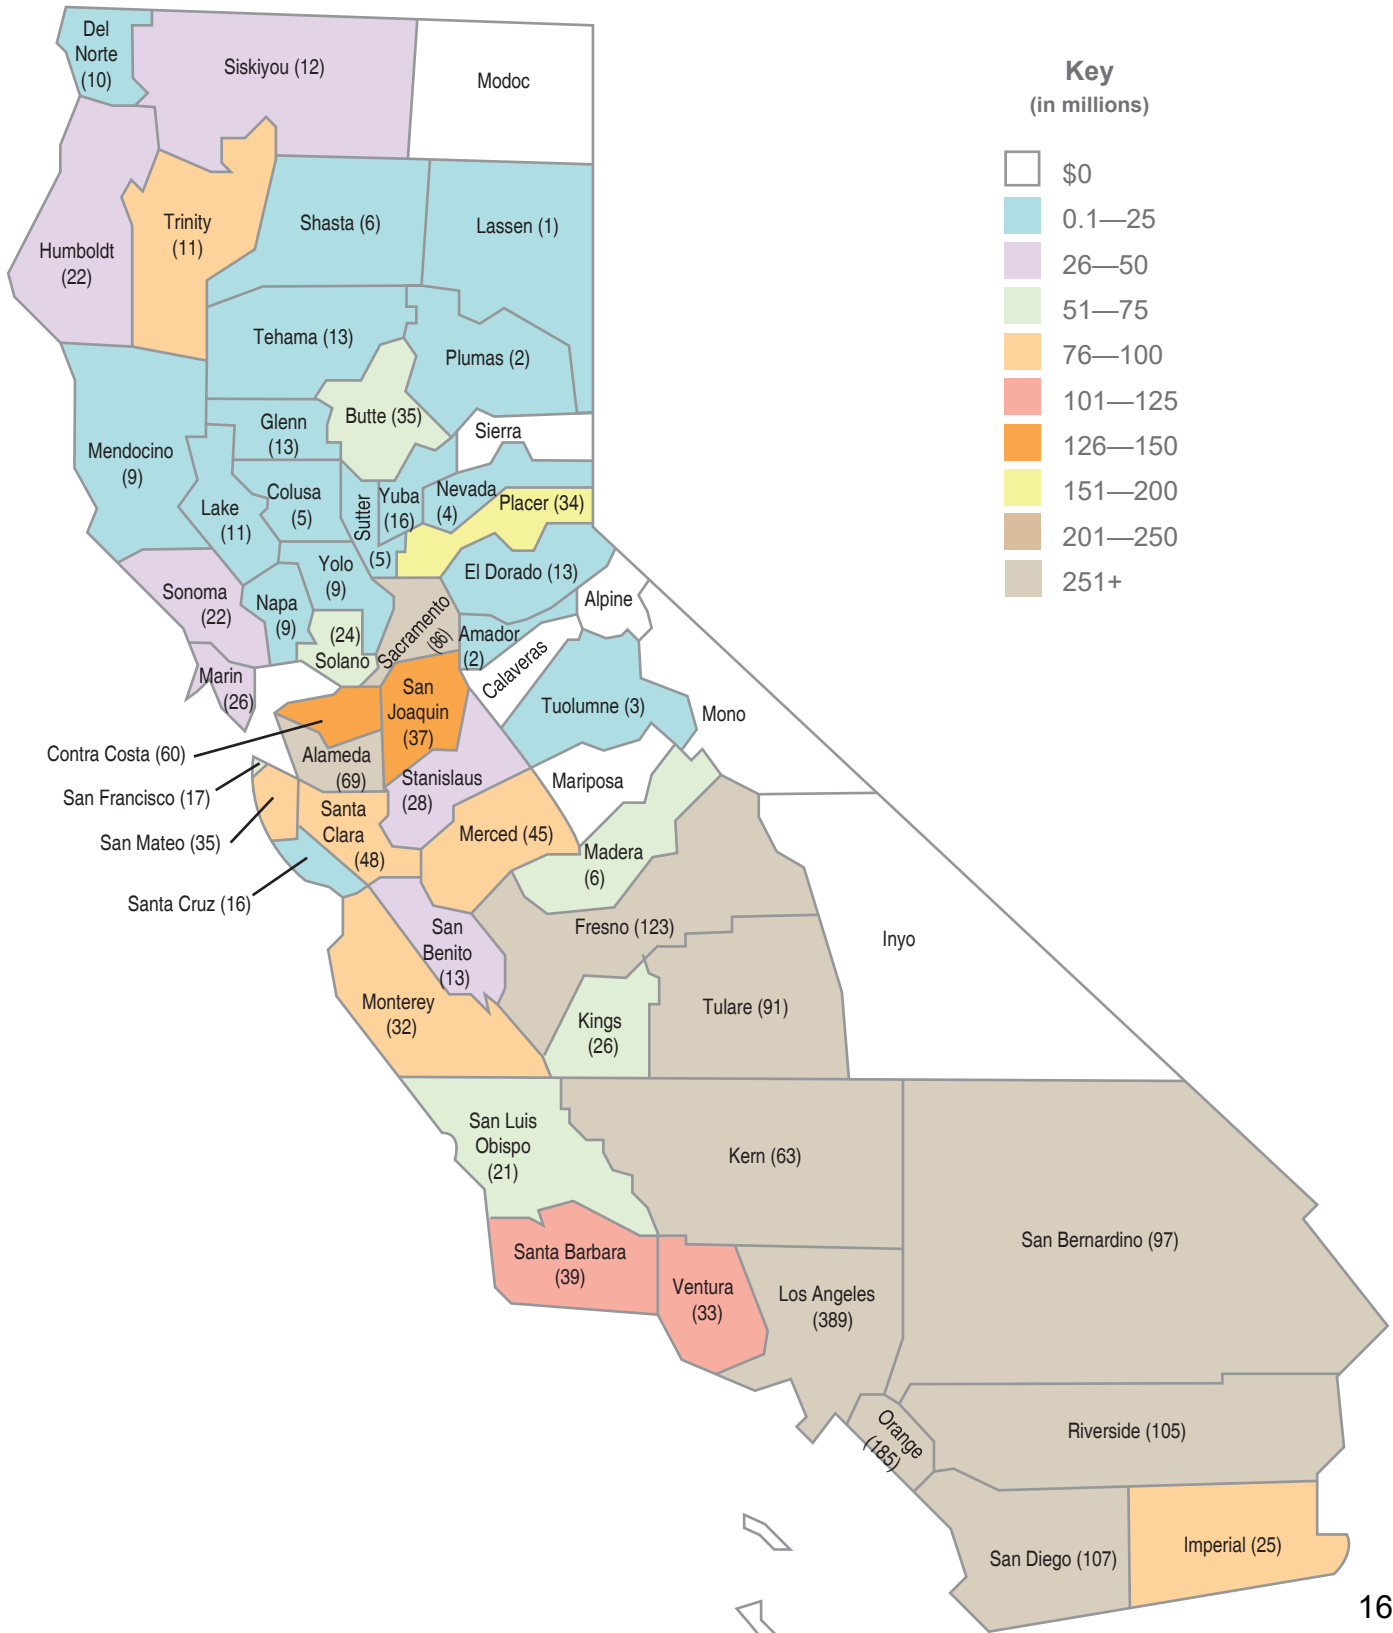 Del
Norte
(10)
Siskiyou (12)
Modoc
Key
(in millions)
$0
0.1—25
26—50
51—75
76—100
101—125
126—150
151—200
201—250
251+
Humboldt
(22)
Trinity
(11)
Shasta (6)
Lassen (1)
Tehama (13)
Plumas (2)
Butte (35)
Glenn
(13)
Sierra
Mendocino
(9)
Lake
(11)
Colusa
(5)
Sutter
(5)
Yuba
(16)
Nevada
(4)
Placer (34)
Yolo
(9)
El Dorado (13)
Sonoma
(22)
Napa
(9)
(24)
Solano
Sacramento
(86)
Amador
(2)
Alpine
Calaveras
Marin
(26)
San
Joaquin
(37)
Tuolumne (3)
Mono
Contra Costa (60)
Alameda
(69)
Stanislaus
(28)
Mariposa
San Francisco (17)
San Mateo (35)
Santa
Clara
(48)
Merced (45)
Madera
(6)
Santa Cruz (16)
San
Benito
(13)
Fresno (123)
Inyo
Monterey
(32)
Kings
(26)
Tulare (91)
San Luis
Obispo
(21)
Kern (63)
San Bernardino (97)
Santa Barbara
(39)
Ventura
(33)
Los Angeles
(389)
Orange
(185)
Riverside (105)
San Diego (107)
Imperial (25)
16